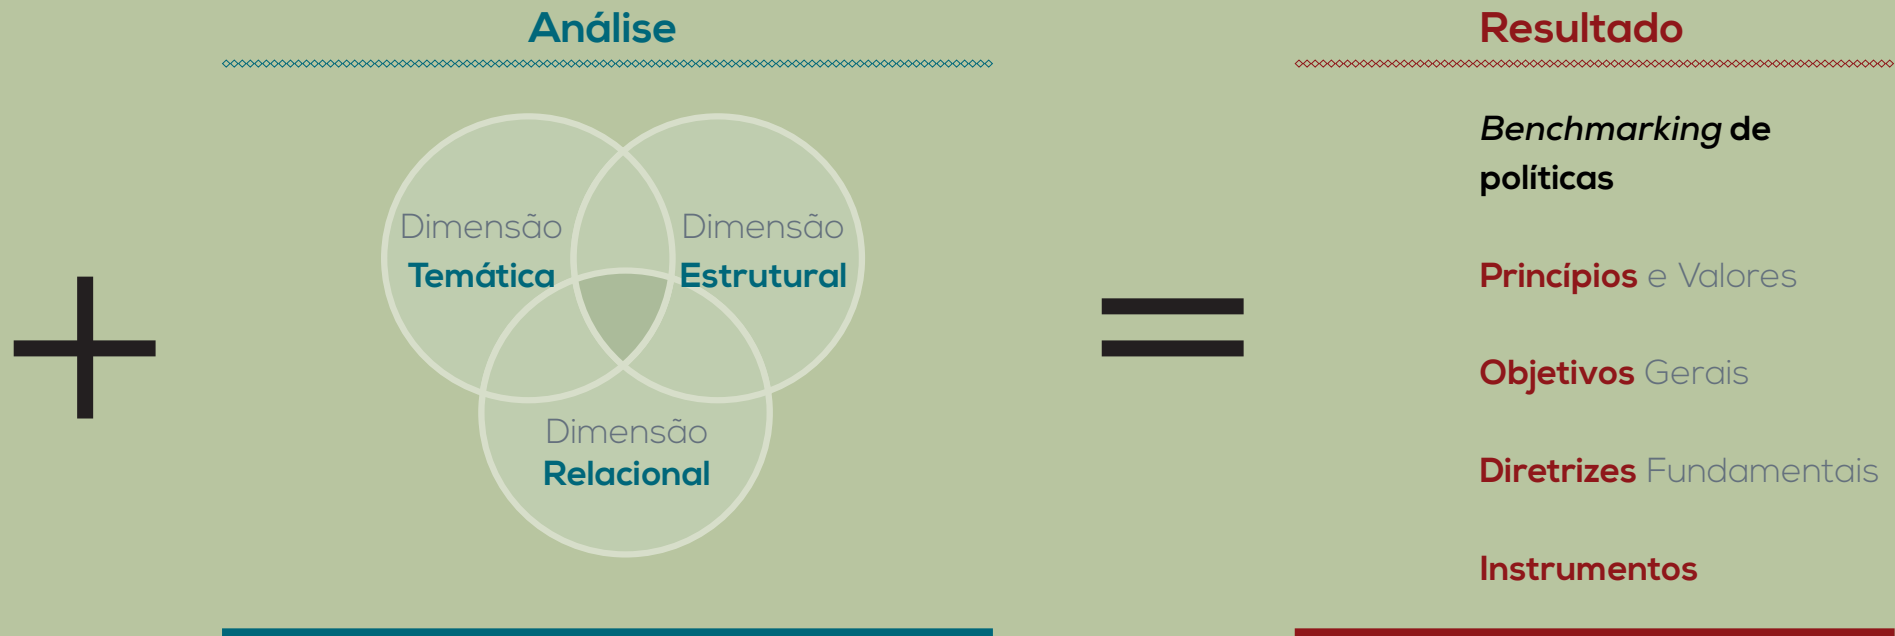 Análise
Dimensão
Temática
Dimensão
Estrutural
Dimensão
Relacional
Resultado
Benchmarking de
políticas
Princípios e Valores
Objetivos Gerais
Diretrizes Fundamentais
Instrumentos